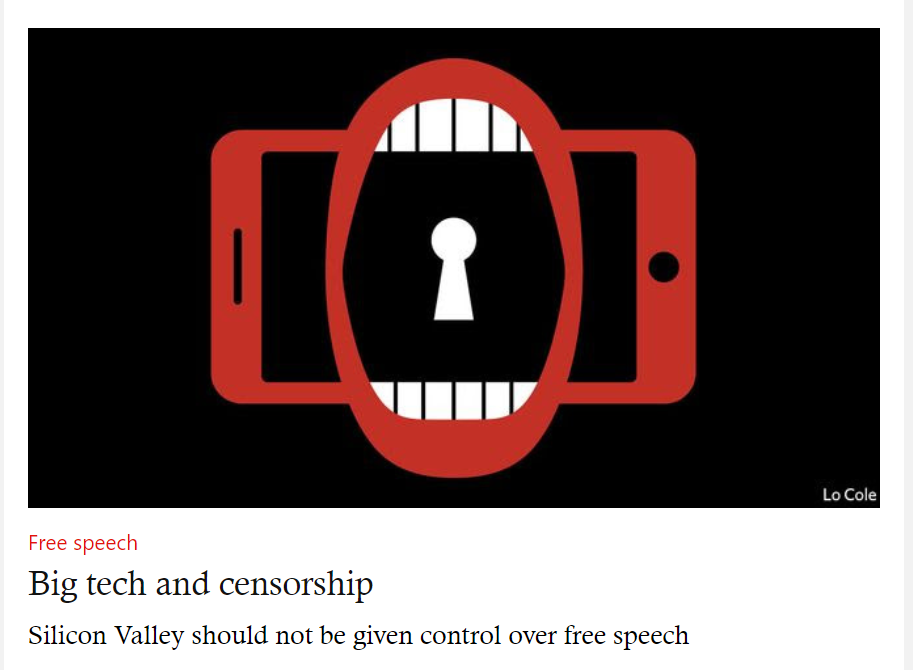 Lo Cole
Free speech
Big tech and censorship
Silicon Valley should not be given control over free speech